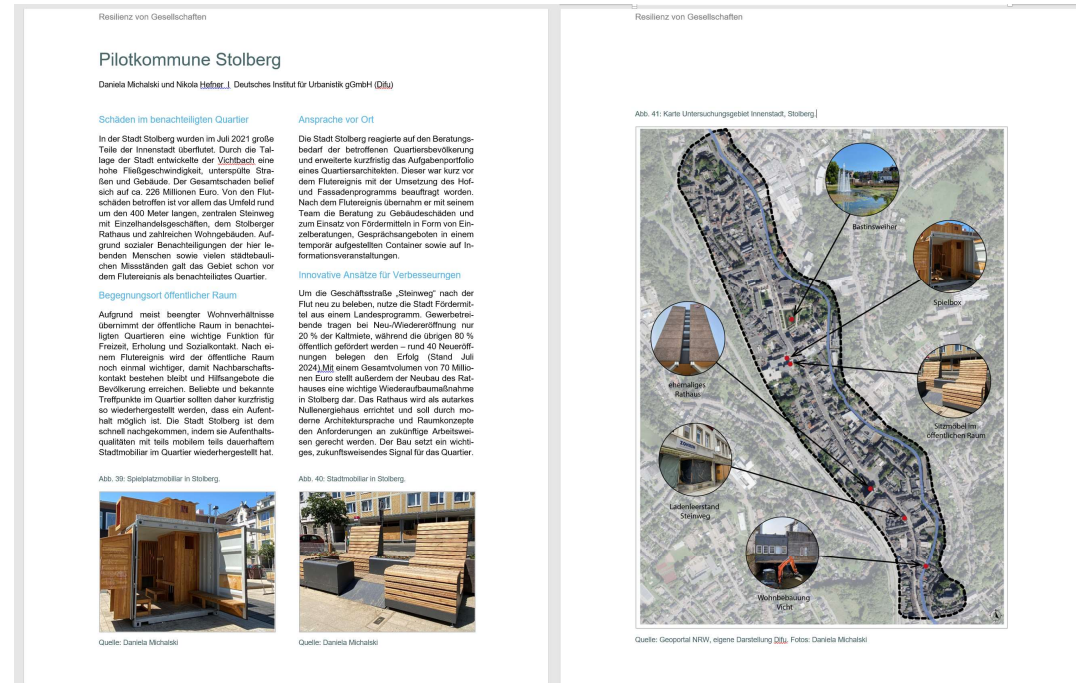 Resilienz von Gesellschaften
Pilotkommune Stolberg
Daniela Michalski und Nikola Hefner | Deutsches Institut für Urbanistik gGmbH (Difu)
Schäden im benachteiligten Quartier
In der Stadt Stolberg wurden im Juli 2021 große
Teile der Innenstadt überflutet. Durch die Tal-
lage der Stadt entwickelte der Vichtbach eine
hohe Fließgeschwindigkeit, unterspülte Stra-
ßen und Gebäude. Der Gesamtschaden belief
sich auf ca. 226 Millionen Euro. Von den Flut-
schäden betroffen ist vor allem das Umfeld rund
um den 400 Meter langen, zentralen Steinweg
mit Einzelhandelsgeschäften, dem Stolberger
Rathaus und zahlreichen Wohngebäuden. Auf-
grund sozialer Benachteiligungen der hier le-
benden Menschen sowie vielen städtebauli-
chen Missständen galt das Gebiet schon vor
dem Flutereignis als benachteiligtes Quartier.
Begegnungsort öffentlicher Raum
Aufgrund meist beengter Wohnverhältnisse
übernimmt der öffentliche Raum in benachtei-
ligten Quartieren eine wichtige Funktion für
Freizeit, Erholung und Sozialkontakt. Nach ei-
nem Flutereignis wird der öffentliche Raum
noch einmal wichtiger, damit Nachbarschafts-
kontakt bestehen bleibt und Hilfsangebote die
Bevölkerung erreichen. Beliebte und bekannte
Treffpunkte im Quartier sollten daher kurzfristig
so wiederhergestellt werden, dass ein Aufent-
halt möglich ist. Die Stadt Stolberg ist dem
schnell nachgekommen, indem sie Aufenthalts-
qualitäten mit teils mobilem teils dauerhaftem
Stadtmobiliar im Quartier wiederhergestellt hat.
Abb. 39: Spielplatzmobiliar in Stolberg.
Quelle: Daniela Michalski
Ansprache vor Ort
Die Stadt Stolberg reagierte auf den Beratungs-
bedarf der betroffenen Quartiersbevölkerung
und erweiterte kurzfristig das Aufgabenportfolio
eines Quartiersarchitekten. Dieser war kurz vor
dem Flutereignis mit der Umsetzung des Hof-
und Fassadenprogramms beauftragt worden.
Nach dem Flutereignis übernahm er mit seinem
Team die Beratung zu Gebäudeschäden und
zum Einsatz von Fördermitteln in Form von Ein-
zelberatungen, Gesprächsangeboten in einem
temporär aufgestellten Container sowie auf In-
formationsveranstaltungen.
Innovative Ansätze für Verbesseurngen
Um die Geschäftsstraße „Steinweg“ nach der
Flut neu zu beleben, nutze die Stadt Fördermit-
tel aus einem Landesprogramm. Gewerbetrei-
bende tragen bei Neu-/Wiedereröffnung nur
20 % der Kaltmiete, während die übrigen 80 %
öffentlich gefördert werden – rund 40 Neueröff-
nungen belegen den Erfolg (Stand Juli
2024).Mit einem Gesamtvolumen von 70 Millio-
nen Euro stellt außerdem der Neubau des Rat-
hauses eine wichtige Wiederaufbaumaßnahme
in Stolberg dar. Das Rathaus wird als autarkes
Nullenergiehaus errichtet und soll durch mo-
derne Architektursprache und Raumkonzepte
den Anforderungen an zukünftige Arbeitswei-
sen gerecht werden. Der Bau setzt ein wichti-
ges, zukunftsweisendes Signal für das Quartier.
Abb. 40: Stadtmobiliar in Stolberg.
Quelle: Daniela Michalski
Resilienz von Gesellschaften
Abb. 41: Karte Untersuchungsgebiet Innenstadt, Stolberg.
Bastinsweiher
Spielbox
ehemaliges
Rathaus
Sitzmöbel im
öffentlichen Raum
Ladenleerstand
Steinweg
Wohnbebauung
Vicht
Quelle: Geoportal NRW, eigene Darstellung Difu, Fotos: Daniela Michalski